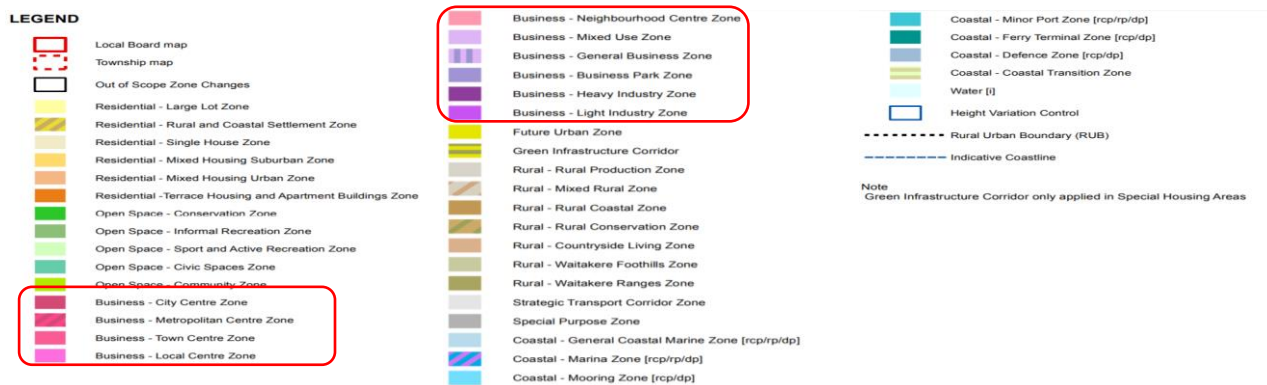 LEGEND
Local Board map
Township map
Out of Scope Zone Changes
Residential - Large Lot Zone
Residential - Rural and Coastal Settlement Zone
Residential - Single House Zone
Residential - Mixed Housing Suburban Zone
Residential - Mixed Housing Urban Zone
Residential -Terrace Housing and Apartment Buildings Zone
Open Space - Conservation Zone
Open Space - Informal Recreation Zone
Open Space - Sport and Active Recreation Zone
Open Space - Civic Spaces Zone
Open Space - Community Zone
Business - City Centre Zone
Business - Metropolitan Centre Zone
Business - Town Centre Zone
Business - Local Centre Zone
Business - Neighbourhood Centre Zone
Business - Mixed Use Zone
Business - General Business Zone
Business - Business Park Zone
Business - Heavy Industry Zone
Business - Light Industry Zone
Future Urban Zone
Green Infrastructure Corridor
Rural - Rural Production Zone
Rural - Mixed Rural Zone
Rural - Rural Coastal Zone
Rural - Rural Conservation Zone
Rural - Countryside Living Zone
Rural - Waitakere Foothills Zone
Rural - Waitakere Ranges Zone
Strategic Transport Corridor Zone
Special Purpose Zone
Coastal - General Coastal Marine Zone [rcp/rp/dp]
Coastal - Marina Zone [rcp/rp/dp]
Coastal - Mooring Zone [rcp/dp]
Coastal - Minor Port Zone [rcp/rp/dp]
Coastal - Ferry Terminal Zone [rcp/dp]
Coastal - Defence Zone [rcp/dp]
Coastal - Coastal Transition Zone
Water [i]
Height Variation Control
Rural Urban Boundary (RUB)
Indicative Coastline
Note
Green Infrastructure Corridor only applied in Special Housing Areas